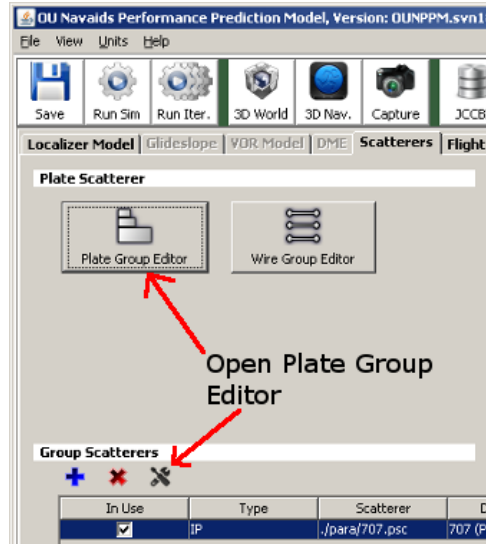 OU Navaids Performance Prediction Model, Version: OUNPPM.svn1
File View Units Help
Save Run Sim Run Iter. 3D World 3D Nav. Capture JCCB
Localizer Model Glideslope VOR Model DME Scatterers Flight
Plate Scatterer
Plate Group Editor Wire Group Editor
Open Plate Group
Editor
Group Scatterers
In Use Type Scatterer D
IP ./para/707.psc 707 (P